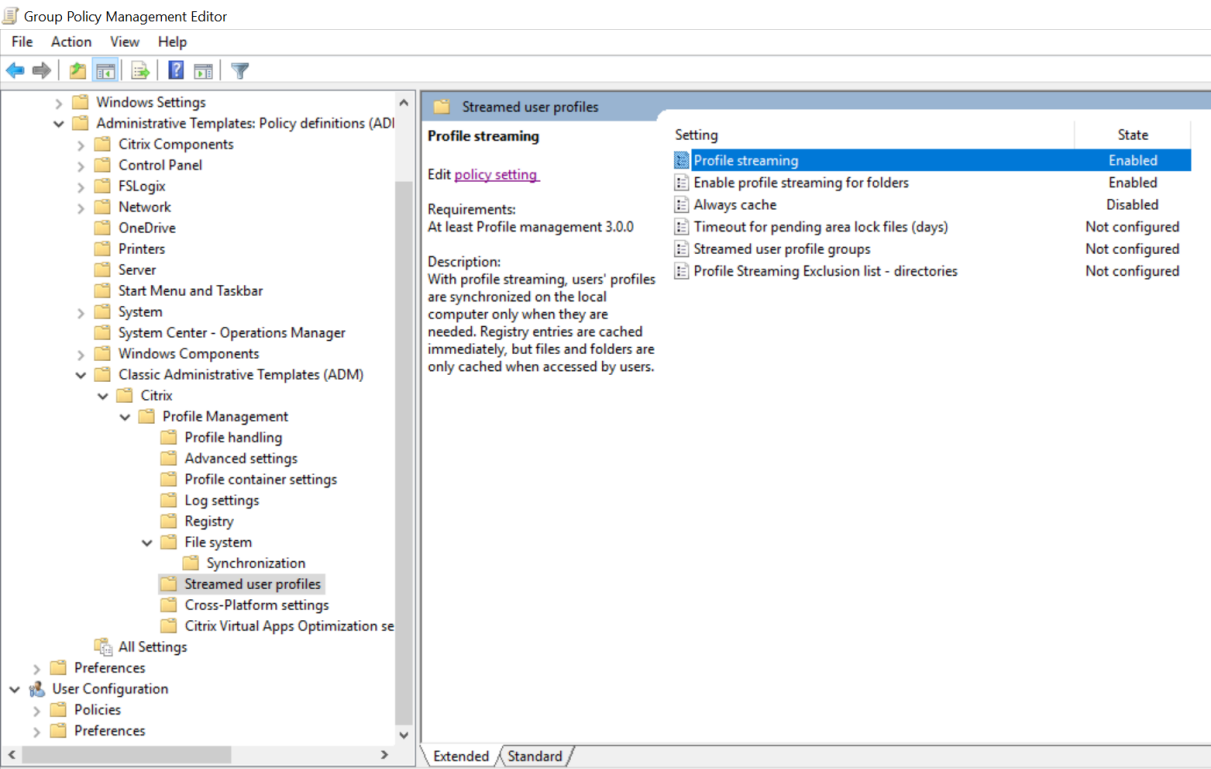 Group Policy Management Editor
File Action View Help
Windows Settings
Administrative Templates: Policy definitions (ADI
Citrix Components
Control Panel
FSLogix
Network
OneDrive
Printers
Server
Start Menu and Taskbar
System
System Center - Operations Manager
Windows Components
Classic Administrative Templates (ADM)
Citrix
Profile Management
Profile handling
Advanced settings
Profile container settings
Log settings
Registry
File system
Synchronization
Streamed user profiles
Cross-Platform settings
Citrix Virtual Apps Optimization se
All Settings
Preferences
User Configuration
Policies
Preferences
Streamed user profiles
Profile streaming
Edit policy setting
Requirements:
At least Profile management 3.0.0
Description:
With profile streaming, users' profiles
are synchronized on the local
computer only when they are
needed. Registry entries are cached
immediately, but files and folders are
only cached when accessed by users.
Setting State
Profile streaming Enabled
Enable profile streaming for folders Enabled
Always cache Disabled
Timeout for pending area lock files (days) Not configured
Streamed user profile groups Not configured
Profile Streaming Exclusion list - directories Not configured
Extended Standard